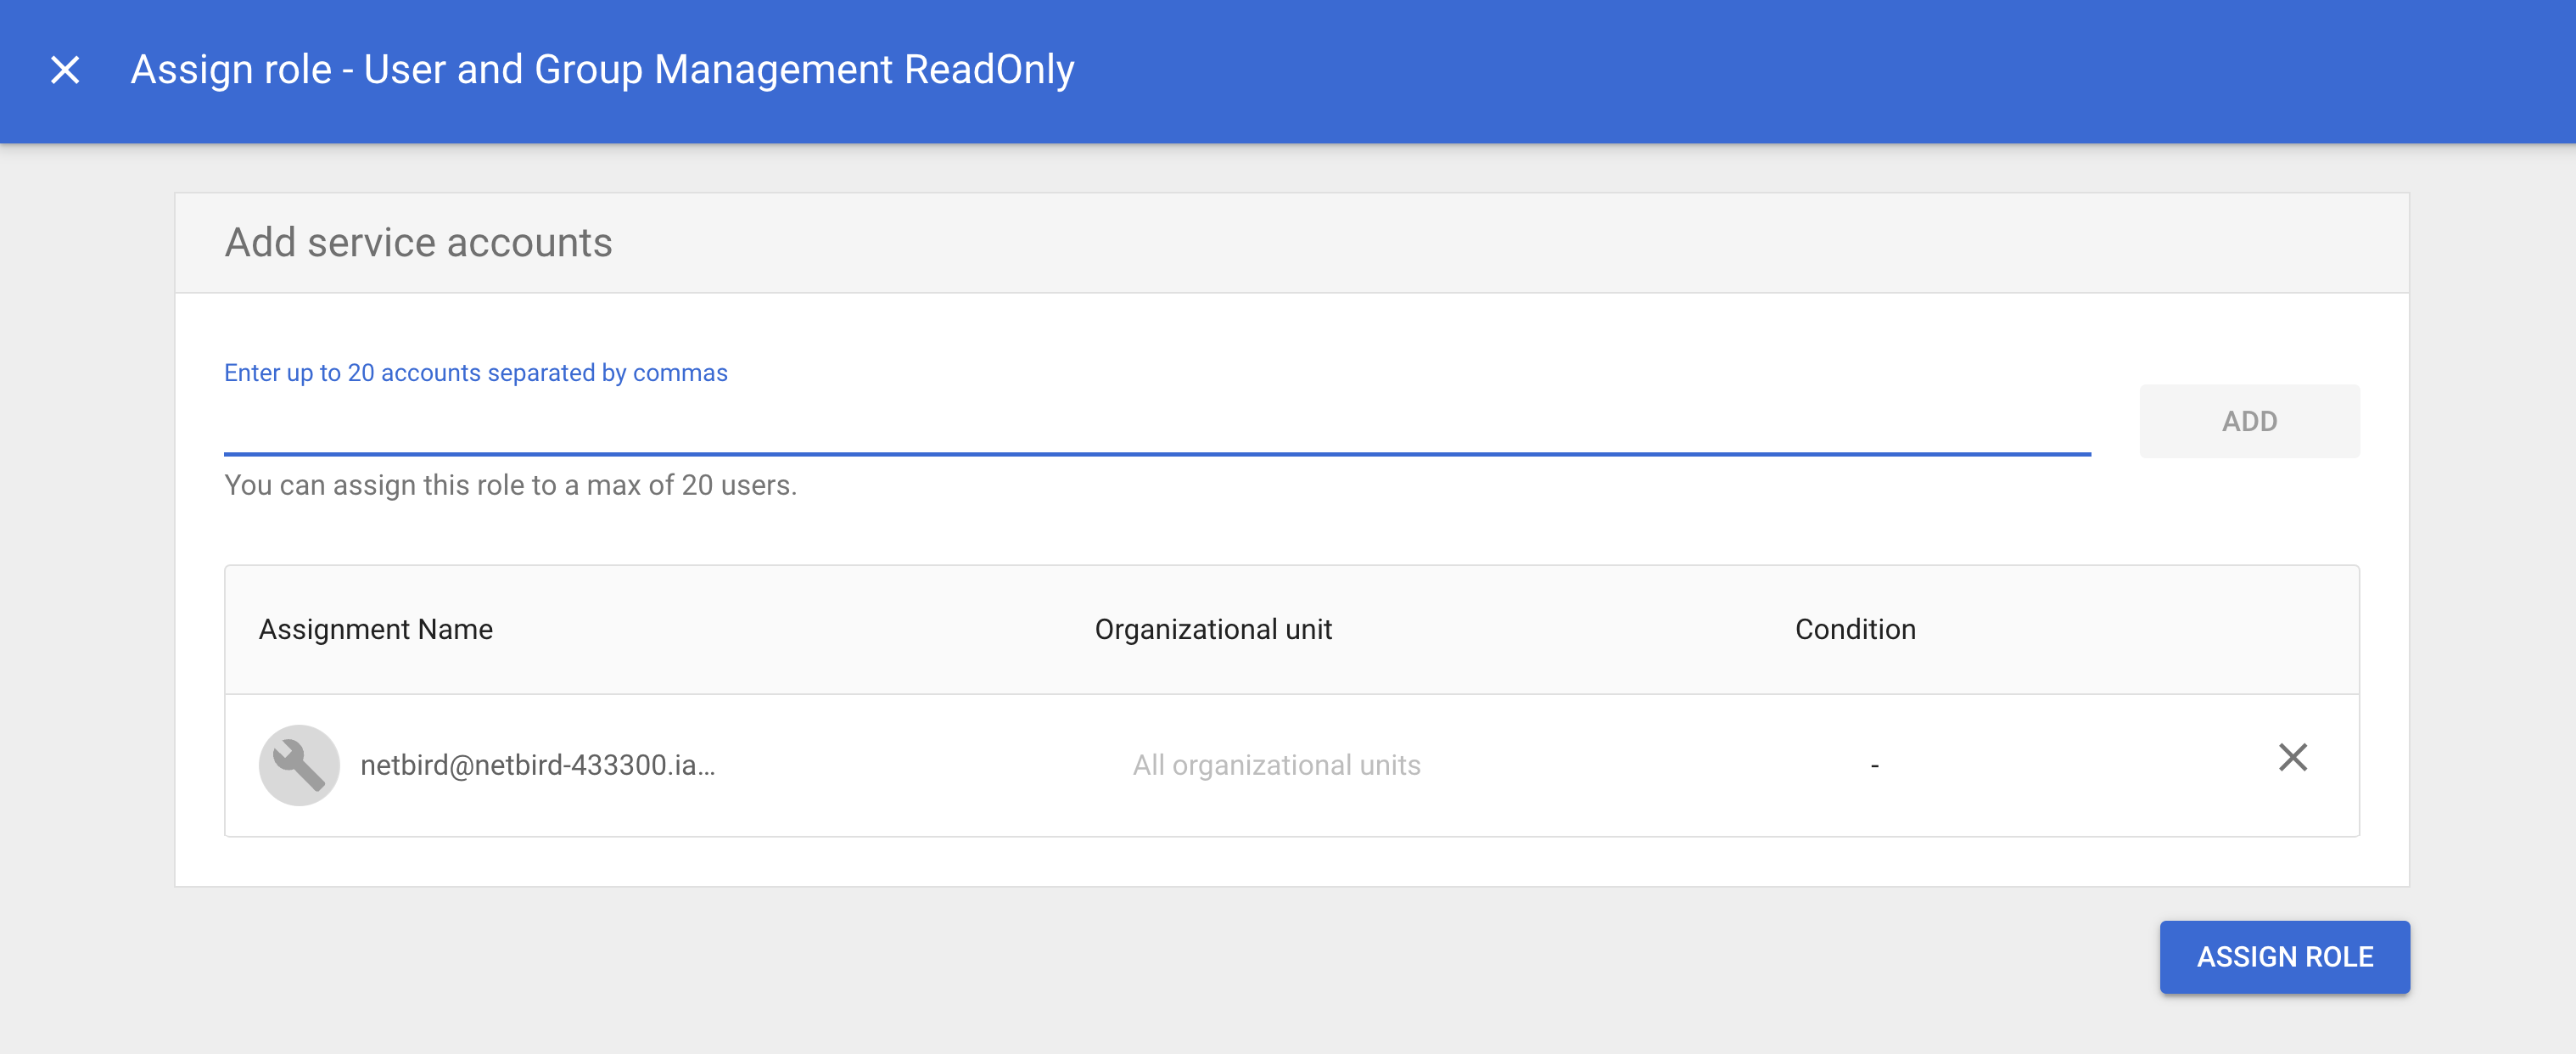 Assign role - User and Group Management ReadOnly
Add service accounts
Enter up to 20 accounts separated by commas
ADD
You can assign this role to a max of 20 users.
Assignment Name Organizational unit Condition
netbird@netbird-433300.ia... All organizational units -
ASSIGN ROLE